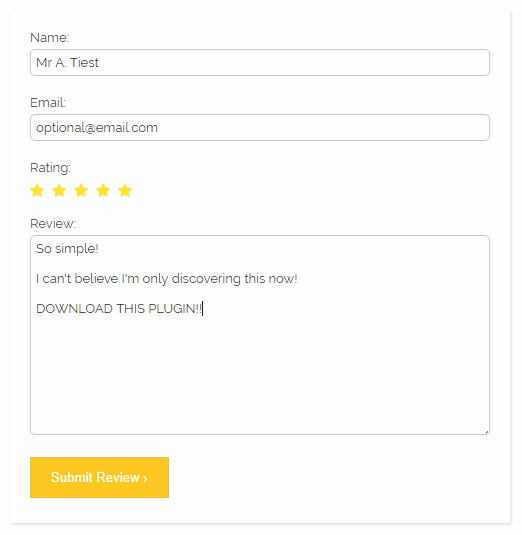 Name:
Mr A. Tiest
Email:
optional@email.com
Rating:
Review:
So simple!
I can't believe I'm only discovering this now!
DOWNLOAD THIS PLUGIN!!
Submit Review ›